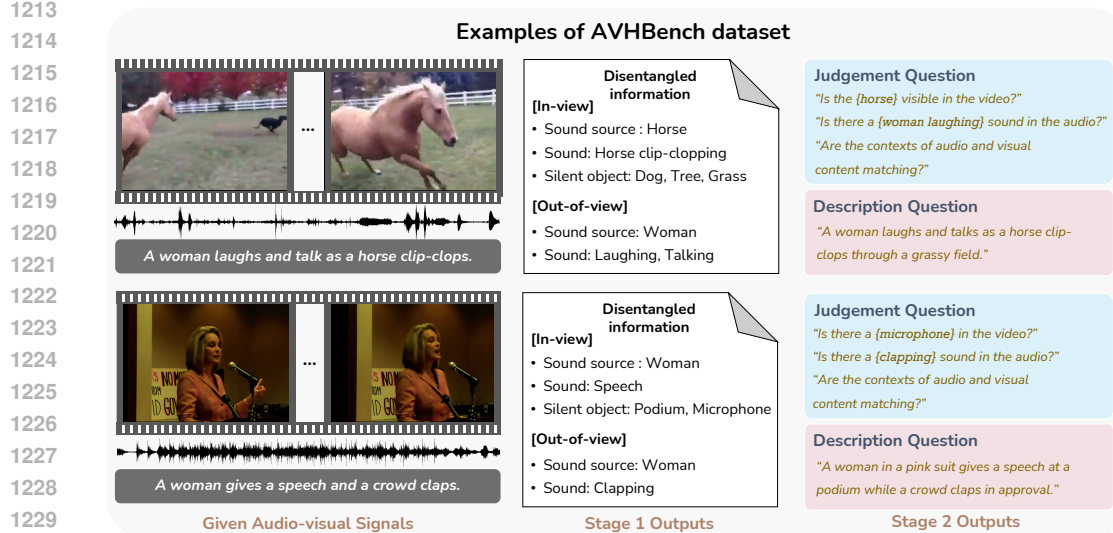 1213
1214
1215
1216
1217
1218
1219
1220
1221
1222
1223
1224
1225
1226
1227
1228
1229
Examples of AVHBench dataset
...
A woman laughs and talk as a horse clip-clops.
Disentangled
information
[In-view]
• Sound source : Horse
• Sound: Horse clip-clopping
• Silent object: Dog, Tree, Grass
[Out-of-view]
• Sound source: Woman
• Sound: Laughing, Talking
Judgement Question
“Is the {horse} visible in the video?”
“Is there a {woman laughing} sound in the audio?”
“Are the contexts of audio and visual
content matching?”
Description Question
“A woman laughs and talks as a horse clip-
clops through a grassy field.”
...
A woman gives a speech and a crowd claps.
Disentangled
information
[In-view]
• Sound source : Woman
• Sound: Speech
• Silent object: Podium, Microphone
[Out-of-view]
• Sound source: Woman
• Sound: Clapping
Judgement Question
“Is there a {microphone} in the video?”
“Is there a {clapping} sound in the audio?”
“Are the contexts of audio and visual
content matching?”
Description Question
“A woman in a pink suit gives a speech at a
podium while a crowd claps in approval.”
Given Audio-visual Signals
Stage 1 Outputs
Stage 2 Outputs